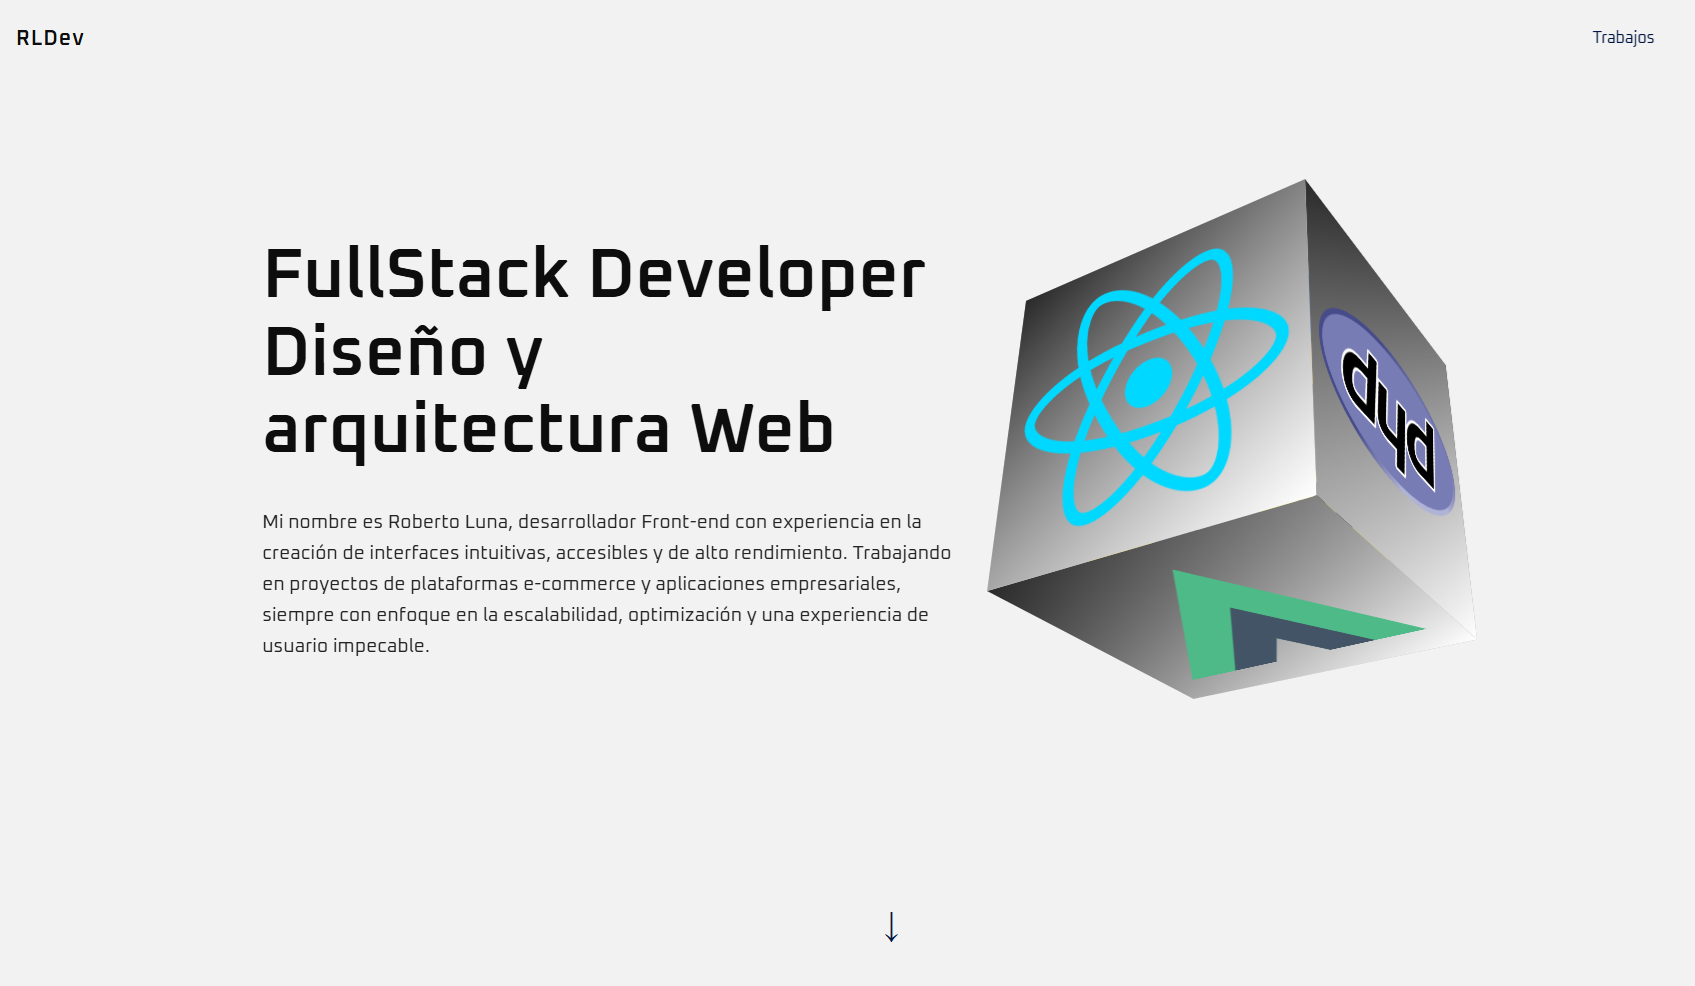 RLDev
Trabajos
FullStack Developer
Diseño y
arquitectura Web
Mi nombre es Roberto Luna, desarrollador Front-end con experiencia en la
creación de interfaces intuitivas, accesibles y de alto rendimiento. Trabajando
en proyectos de plataformas e-commerce y aplicaciones empresariales,
siempre con enfoque en la escalabilidad, optimización y una experiencia de
usuario impecable.
php